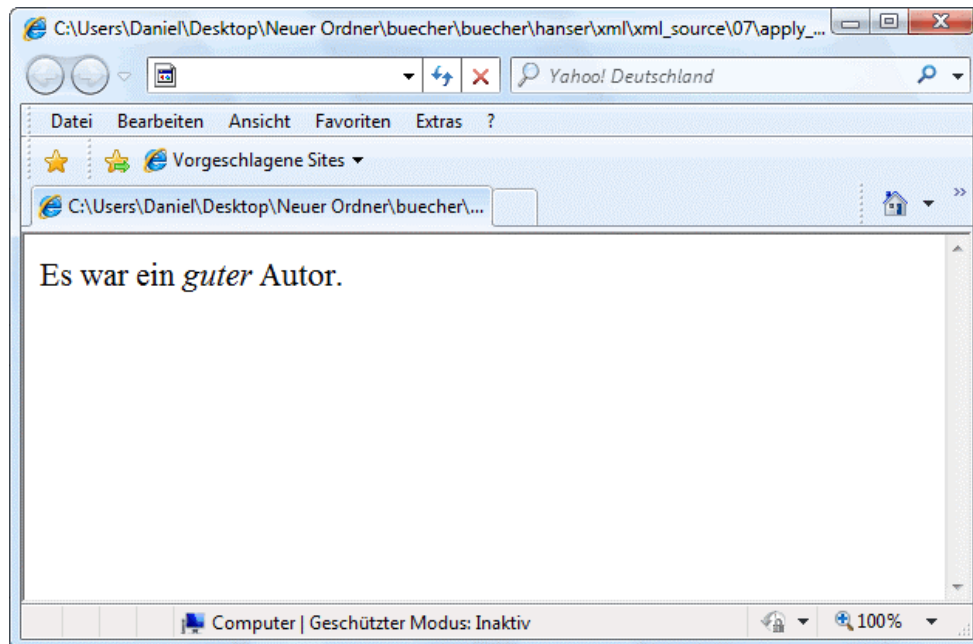 C:\Users\Daniel\Desktop\Neuer Ordner\buecher\buecher\hanser\xml\xml_source\07\apply_...
Yahoo! Deutschland
Datei Bearbeiten Ansicht Favoriten Extras ?
Vorgeschlagene Sites
C:\Users\Daniel\Desktop\Neuer Ordner\buecher\...
Es war ein guter Autor.
Computer | Geschützter Modus: Inaktiv 100%